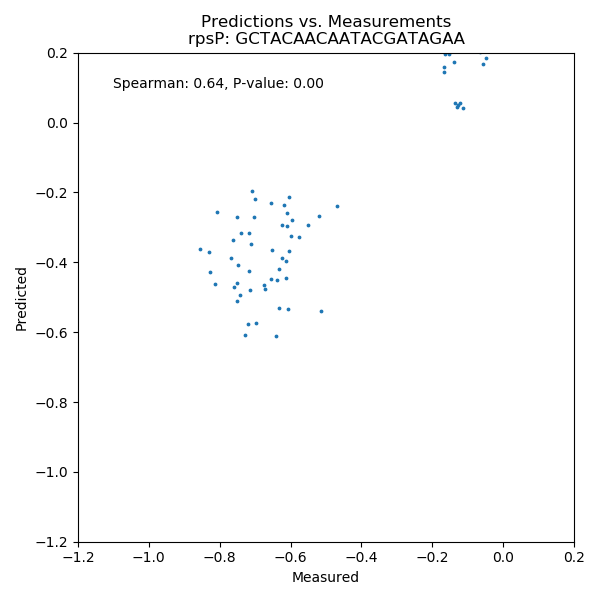 Predictions vs. Measurements
rpsP: GCTACAACAATACGATAGAA
Spearman: 0.64, P-value: 0.00
0.2
0.0
−0.2
−0.4
−0.6
−0.8
−1.0
−1.2
Predicted
−1.2 −1.0 −0.8 −0.6 −0.4 −0.2 0.0 0.2
Measured